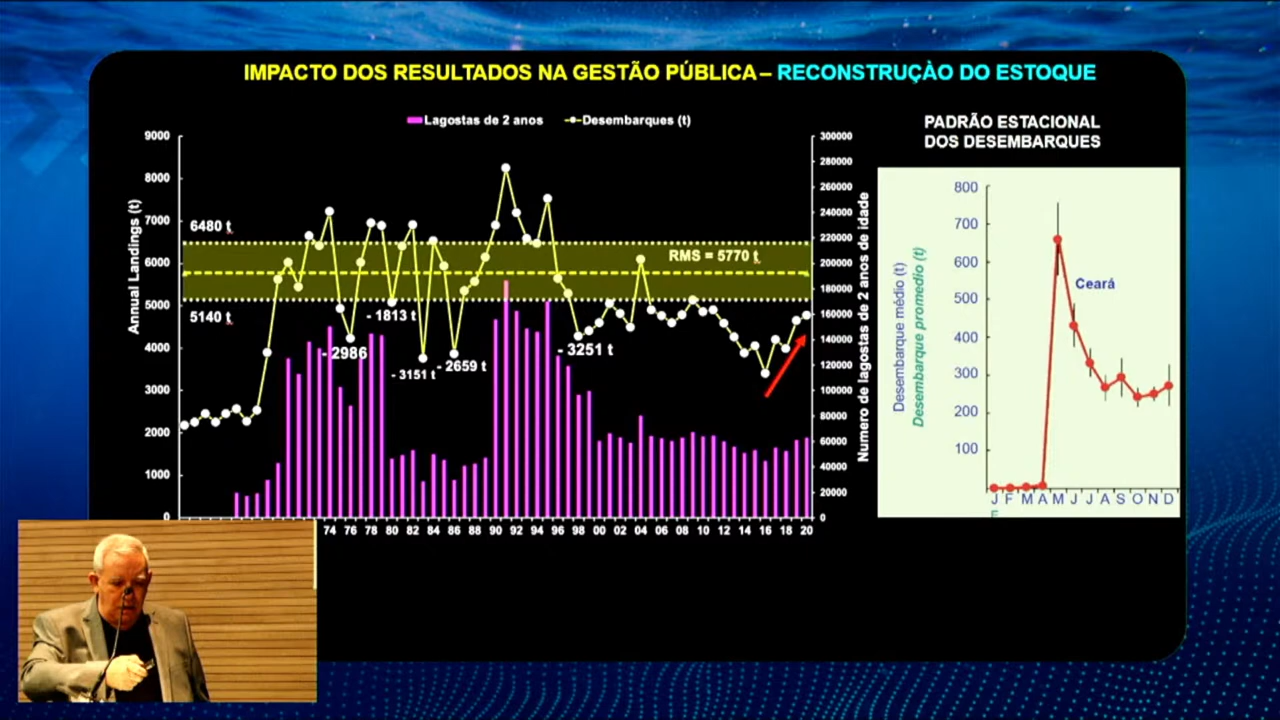 IMPACTO DOS RESULTADOS NA GESTÃO PÚBLICA – RECONSTRUÇÀO DO ESTOQUE
Lagostas de 2 anos
Desembarques (t)
Annual Landings (t)
9000
8000
7000
6000
5000
4000
3000
2000
1000
0
6480 t
RMS = 5770 t
5140 t
- 2986
- 1813 t
- 3151 t
- 2659 t
- 3251 t
300000
280000
260000
240000
220000
200000
180000
160000
140000
120000
100000
80000
60000
40000
20000
0
Numero de lagostas de 2 anos de idade
74 76 78 80 82 84 86 88 90 92 94 96 98 00 02 04 06 08 10 12 14 16 18 20
PADRÃO ESTACIONAL
DOS DESEMBARQUES
Desembarque médio (t)
Desembarque promedio (t)
800
700
600
500
400
300
200
100
Ceará
J F M A M J J A S O N D
E